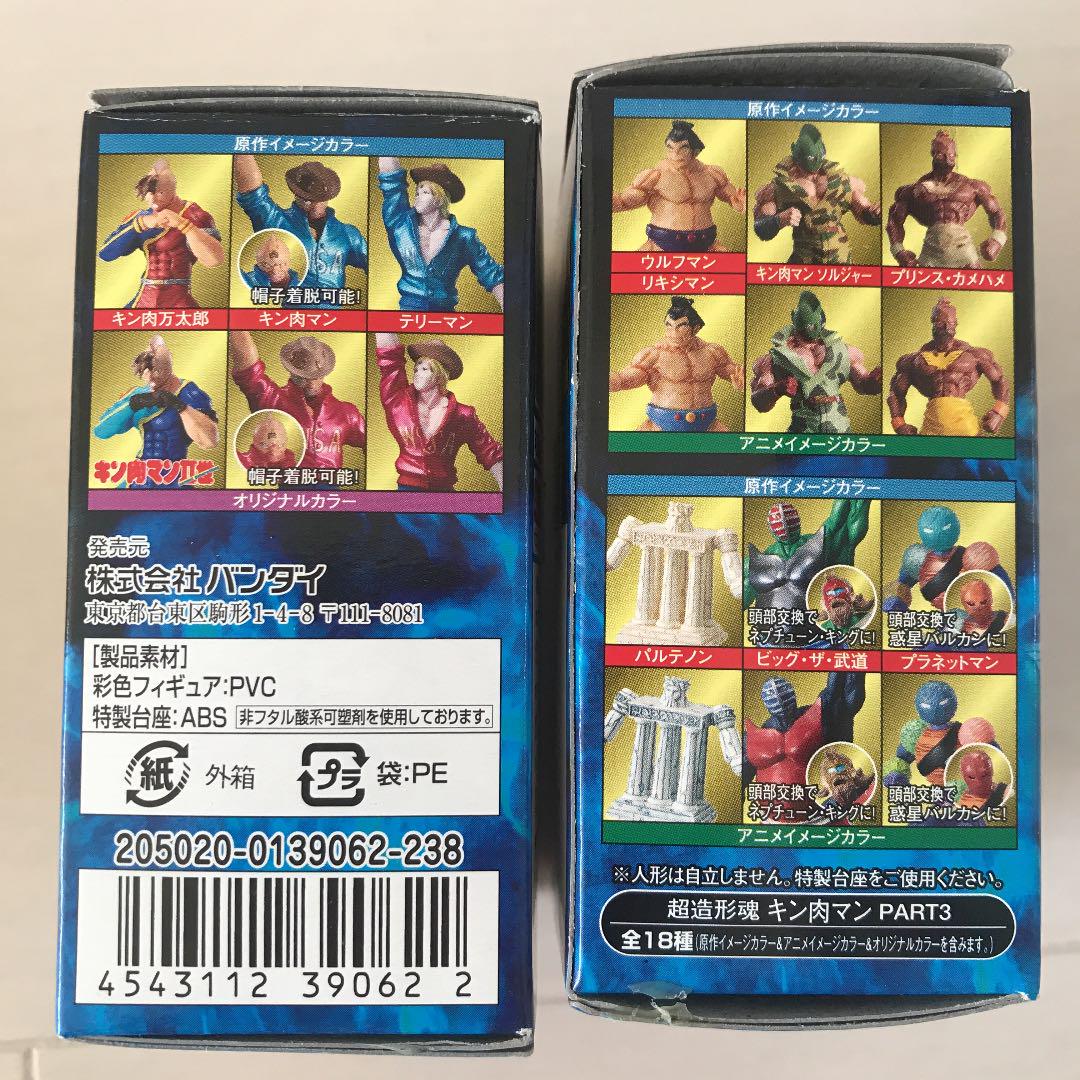 原作イメージカラー
帽子着脱可能!
キン肉万太郎 キン肉マン テリーマン
SA
キン肉マンII世
帽子着脱可能!
オリジナルカラー
発売元
株式会社 バンダイ
東京都台東区駒形1-4-8 〒111-8081
[製品素材]
彩色フィギュア:PVC
特製台座:ABS 非フタル酸系可塑剤を使用しております。
紙 外箱 プラ 袋:PE
205020-0139062-238
4543112 39062 2
原作イメージカラー
ウルフマン
リキシマン
キン肉マン ソルジャー
プリンス・カメハメ
アニメイメージカラー
原作イメージカラー
頭部交換で
ネプチューン・キングに!
頭部交換で
惑星バルカンに!
パルテノン ビッグ・ザ・武道 プラネットマン
頭部交換で
ネプチューン・キングに!
頭部交換で
惑星バルカンに!
アニメイメージカラー
※人形は自立しません。特製台座をご使用ください。
超造形魂 キン肉マン PART3
全18種(原作イメージカラー&アニメイメージカラー&オリジナルカラーを含みます。)